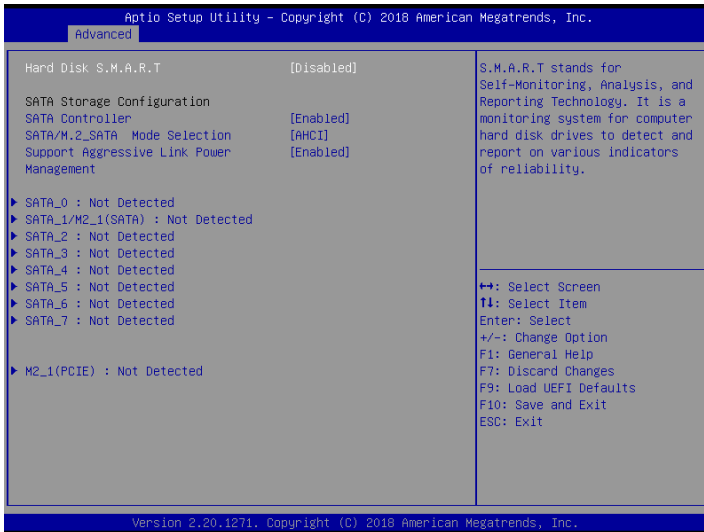 Aptio Setup Utility – Copyright (C) 2018 American Megatrends, Inc.
Advanced
Hard Disk S.M.A.R.T [Disabled]
SATA Storage Configuration
SATA Controller [Enabled]
SATA/M.2_SATA Mode Selection [AHCI]
Support Aggressive Link Power [Enabled]
Management
SATA_0 : Not Detected
SATA_1/M2_1(SATA) : Not Detected
SATA_2 : Not Detected
SATA_3 : Not Detected
SATA_4 : Not Detected
SATA_5 : Not Detected
SATA_6 : Not Detected
SATA_7 : Not Detected
M2_1(PCIE) : Not Detected
S.M.A.R.T stands for
Self-Monitoring, Analysis, and
Reporting Technology. It is a
monitoring system for computer
hard disk drives to detect and
report on various indicators
of reliability.
↔: Select Screen
↑↓: Select Item
Enter: Select
+/-: Change Option
F1: General Help
F7: Discard Changes
F9: Load UEFI Defaults
F10: Save and Exit
ESC: Exit
Version 2.20.1271. Copyright (C) 2018 American Megatrends, Inc.